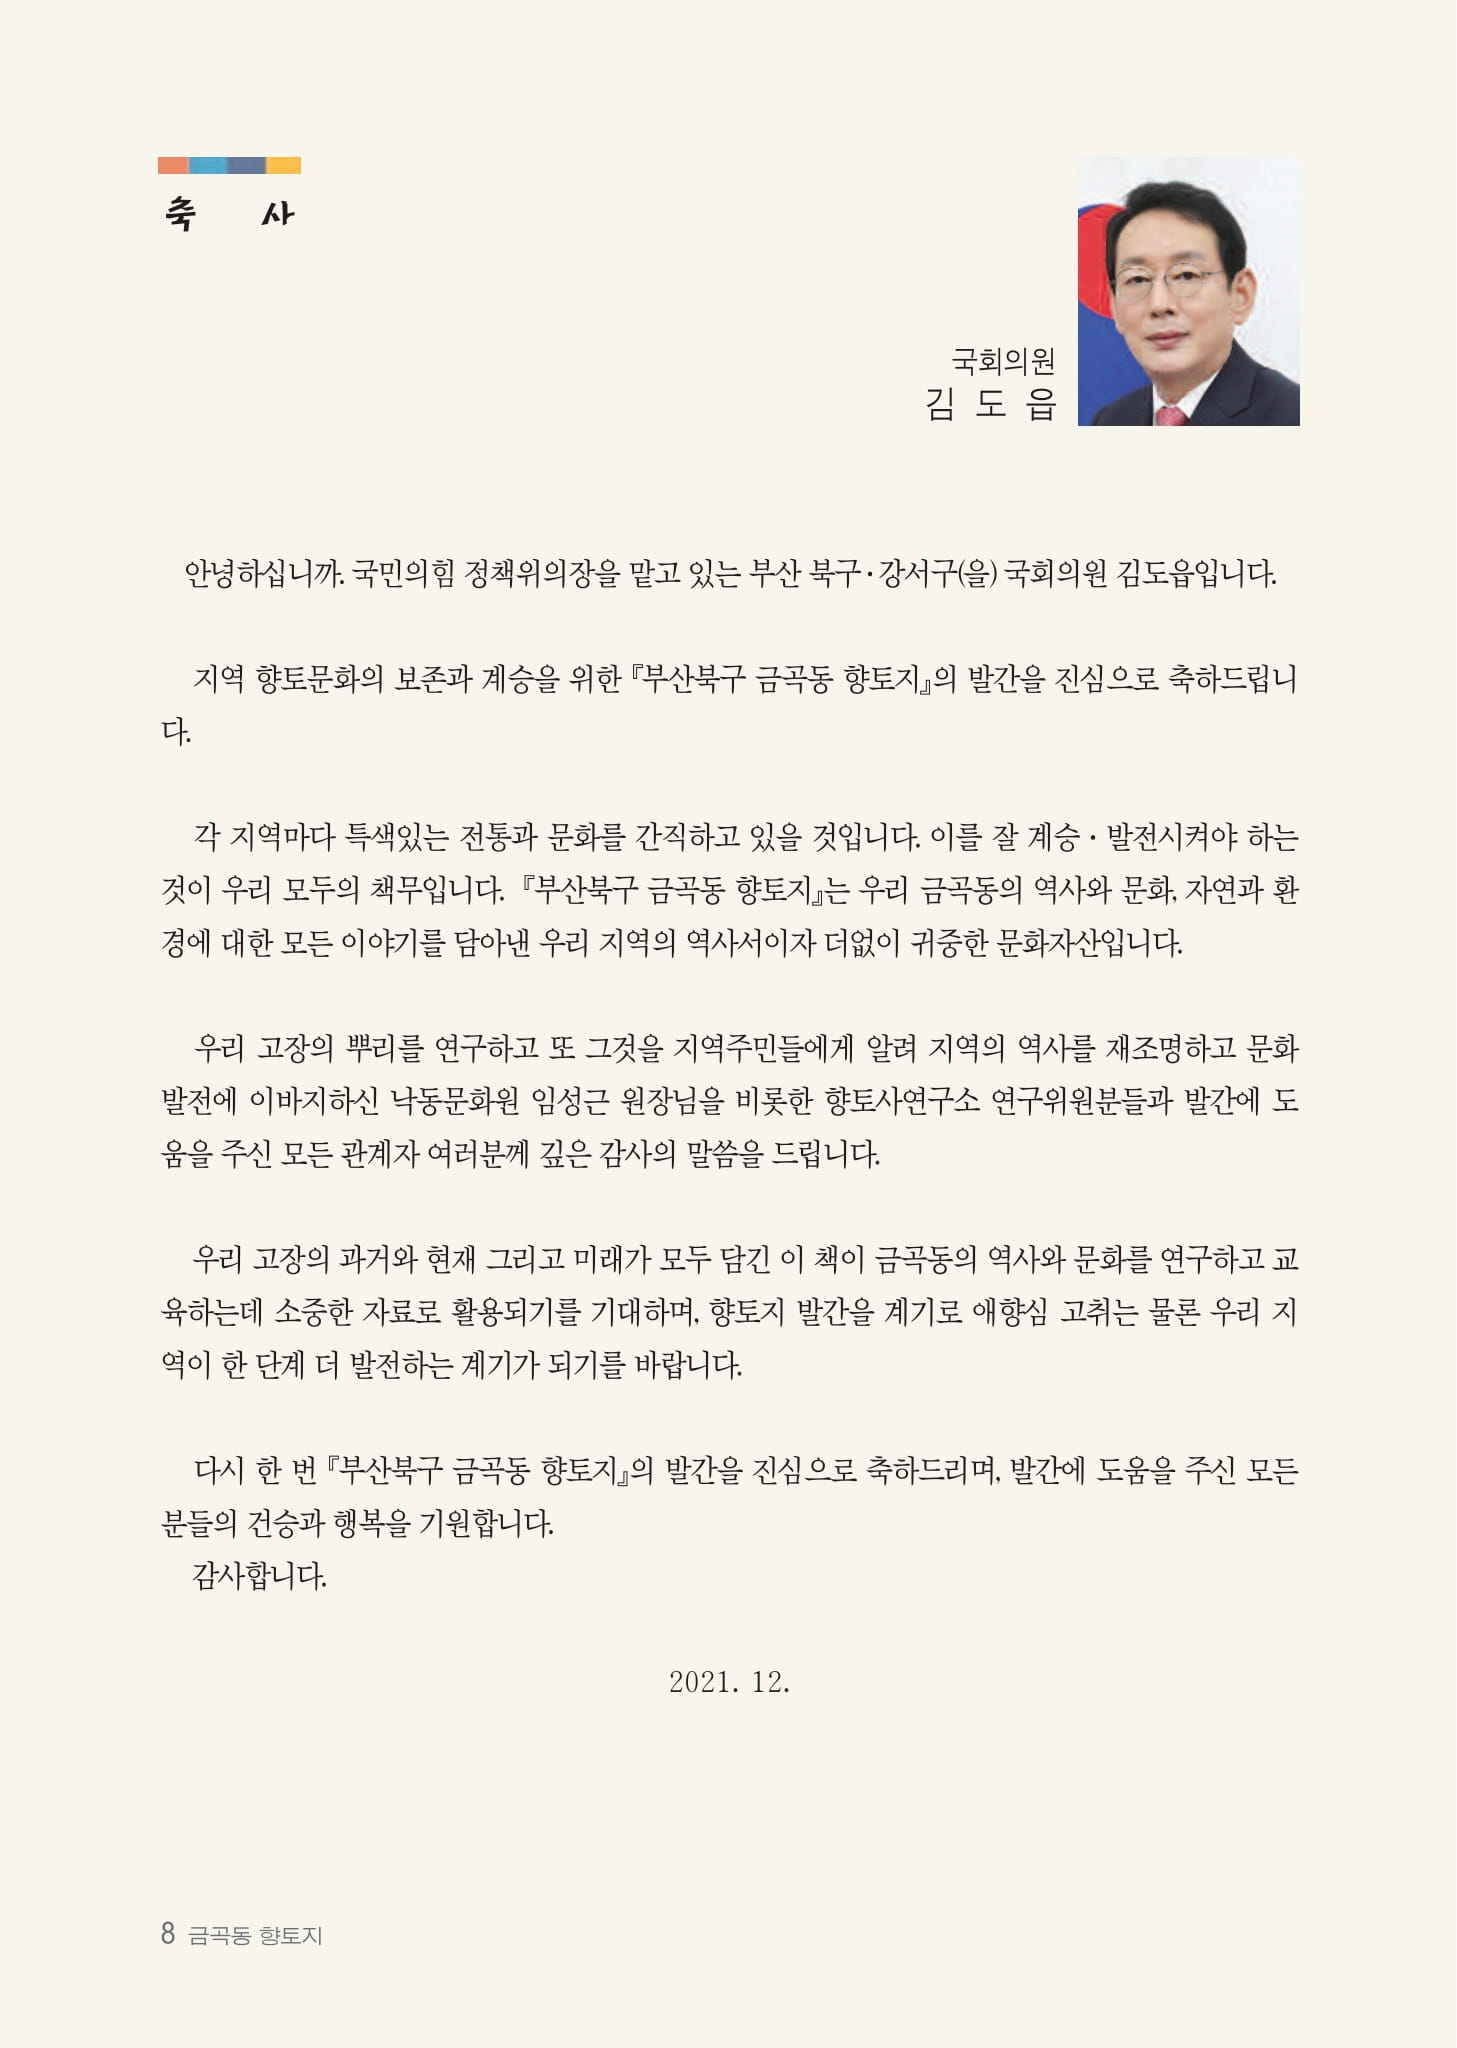 축 사
국회의원
김 도 읍
안녕하십니까. 국민의힘 정책위의장을 맡고 있는 부산 북구·강서구(을) 국회의원 김도읍입니다.
지역 향토문화의 보존과 계승을 위한 『부산북구 금곡동 향토지』의 발간을 진심으로 축하드립니
다.
각 지역마다 특색있는 전통과 문화를 간직하고 있을 것입니다. 이를 잘 계승·발전시켜야 하는
것이 우리 모두의 책무입니다. 『부산북구 금곡동 향토지』는 우리 금곡동의 역사와 문화, 자연과 환
경에 대한 모든 이야기를 담아낸 우리 지역의 역사서이자 더없이 귀중한 문화자산입니다.
우리 고장의 뿌리를 연구하고 또 그것을 지역주민들에게 알려 지역의 역사를 재조명하고 문화
발전에 이바지하신 낙동문화원 임성근 원장님을 비롯한 향토사연구소 연구위원분들과 발간에 도
움을 주신 모든 관계자 여러분께 깊은 감사의 말씀을 드립니다.
우리 고장의 과거와 현재 그리고 미래가 모두 담긴 이 책이 금곡동의 역사와 문화를 연구하고 교
육하는데 소중한 자료로 활용되기를 기대하며, 향토지 발간을 계기로 애향심 고취는 물론 우리 지
역이 한 단계 더 발전하는 계기가 되기를 바랍니다.
다시 한 번 『부산북구 금곡동 향토지』의 발간을 진심으로 축하드리며, 발간에 도움을 주신 모든
분들의 건승과 행복을 기원합니다.
감사합니다.
2021. 12.
8 금곡동 향토지